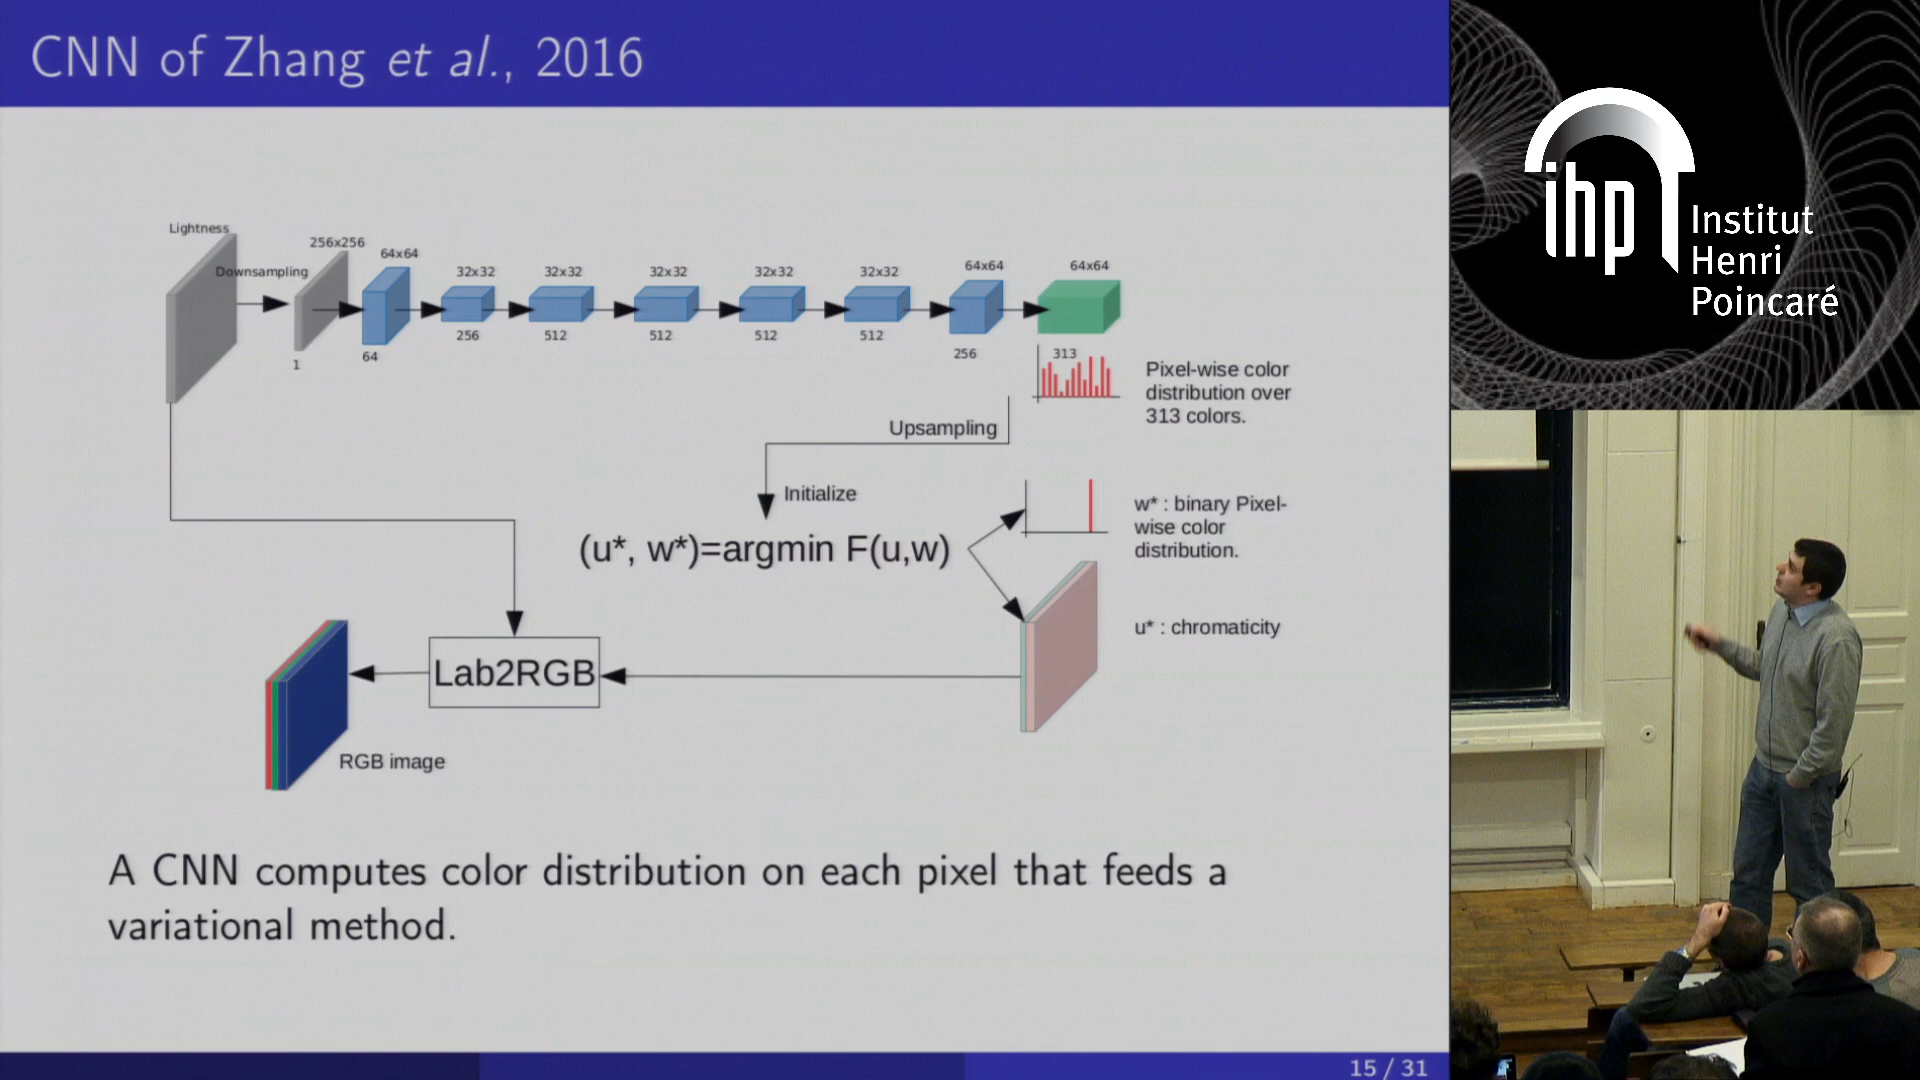 CNN of Zhang et al., 2016
Lightness
Downsampling
256x256
64x64
32x32
32x32
32x32
32x32
32x32
64x64
64x64
1
64
256
512
512
512
512
256
313
Pixel-wise color
distribution over
313 colors.
Upsampling
Initialize
(u*, w*)=argmin F(u,w)
w* : binary Pixel-
wise color
distribution.
u* : chromaticity
Lab2RGB
RGB image
A CNN computes color distribution on each pixel that feeds a
variational method.
15 / 31
ihp
Institut
Henri
Poincaré